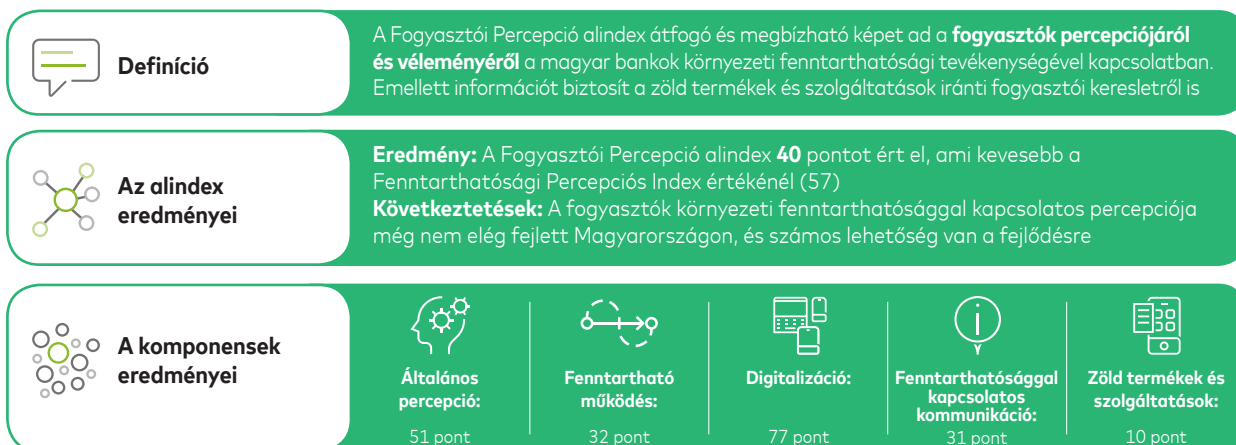 Definíció
A Fogyasztói Percepció alindex átfogó és megbízható képet ad a fogyasztók percepciójáról
és véleményéről a magyar bankok környezeti fenntarthatósági tevékenységével kapcsolatban.
Emellett információt biztosít a zöld termékek és szolgáltatások iránti fogyasztói keresletről is
Az alindex
eredményei
Eredmény: A Fogyasztói Percepció alindex 40 pontot ért el, ami kevesebb a
Fenntarthatósági Percepciós Index értékénél (57)
Következtetések: A fogyasztók környezeti fenntarthatósággal kapcsolatos percepciója
még nem elég fejlett Magyarországon, és számos lehetőség van a fejlődésre
A komponensek
eredményei
Általános
percepció:
51 pont
Fenntartható
működés:
32 pont
Digitalizáció:
77 pont
Fenntarthatósággal
kapcsolatos
kommunikáció:
31 pont
Zöld termékek és
szolgáltatások:
10 pont